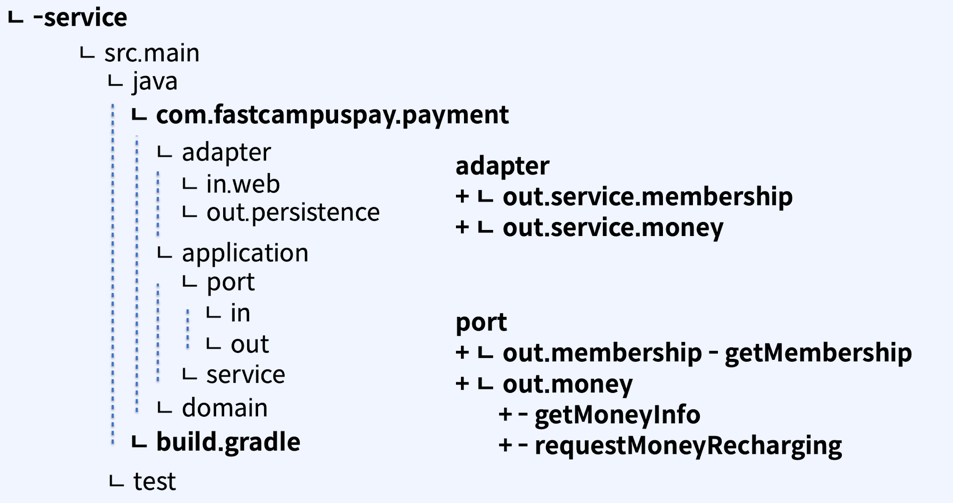 ㄴ -service
ㄴ src.main
ㄴ java
ㄴ com.fastcampuspay.payment
ㄴ adapter
ㄴ in.web
ㄴ out.persistence
ㄴ application
ㄴ port
ㄴ in
ㄴ out
ㄴ service
ㄴ domain
ㄴ build.gradle
ㄴ test
adapter
+ ㄴ out.service.membership
+ ㄴ out.service.money
port
+ ㄴ out.membership - getMembership
+ ㄴ out.money
+ - getMoneyInfo
+ - requestMoneyRecharging